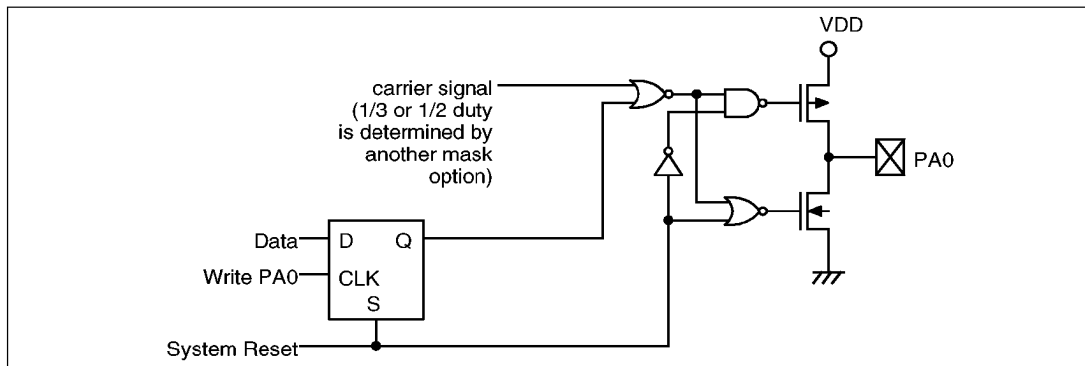 VDD
carrier signal
(1/3 or 1/2 duty
is determined by
another mask
option)
PA0
Data
D Q
Write PA0
CLK
S
System Reset